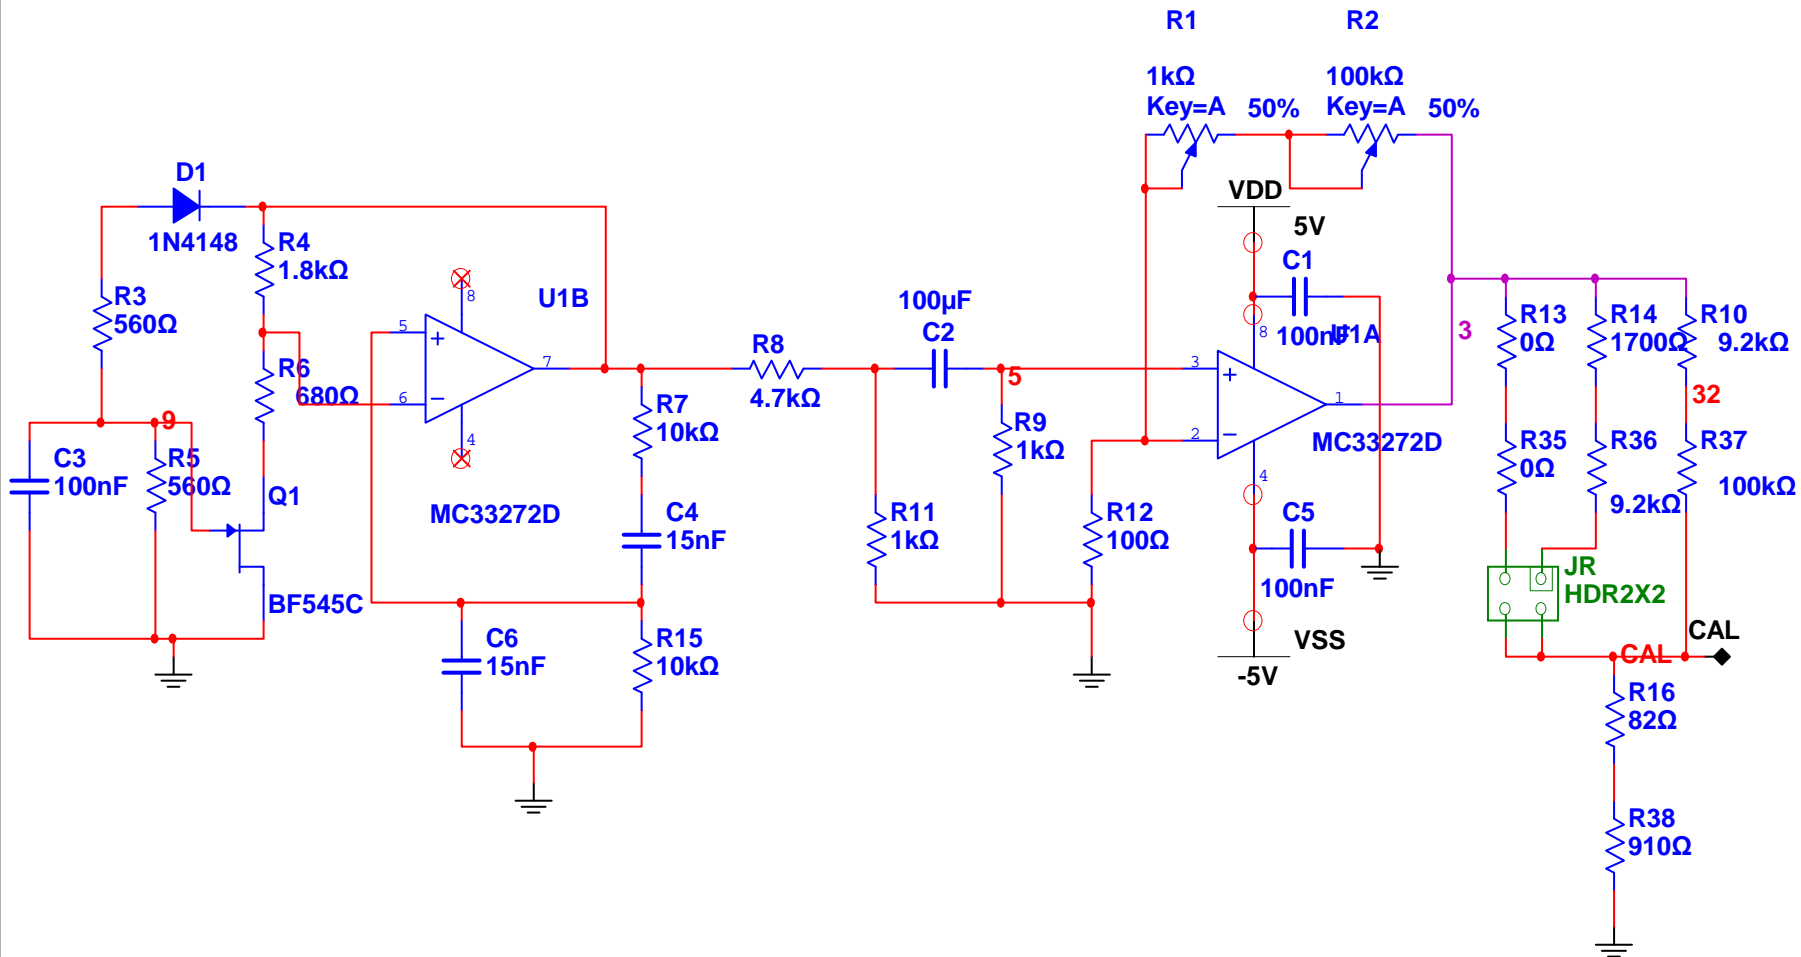 R1
R2
1kΩ
Key=A
50%
100kΩ
Key=A
50%
D1
1N4148
R4
1.8kΩ
R3
560Ω
R6
680Ω
9
C3
100nF
R5
560Ω
Q1
BF545C
8
U1B
5
6
7
4
MC33272D
R7
10kΩ
C4
15nF
C6
15nF
R15
10kΩ
R8
4.7kΩ
100µF
C2
5
R9
1kΩ
R11
1kΩ
R12
100Ω
VDD
5V
C1
100nF
U1A
8
3
2
1
4
MC33272D
C5
100nF
VSS
-5V
3
R13
0Ω
R14
1700Ω
R10
9.2kΩ
32
R35
0Ω
R36
9.2kΩ
R37
100kΩ
JR
HDR2X2
CAL
CAL
R16
82Ω
R38
910Ω